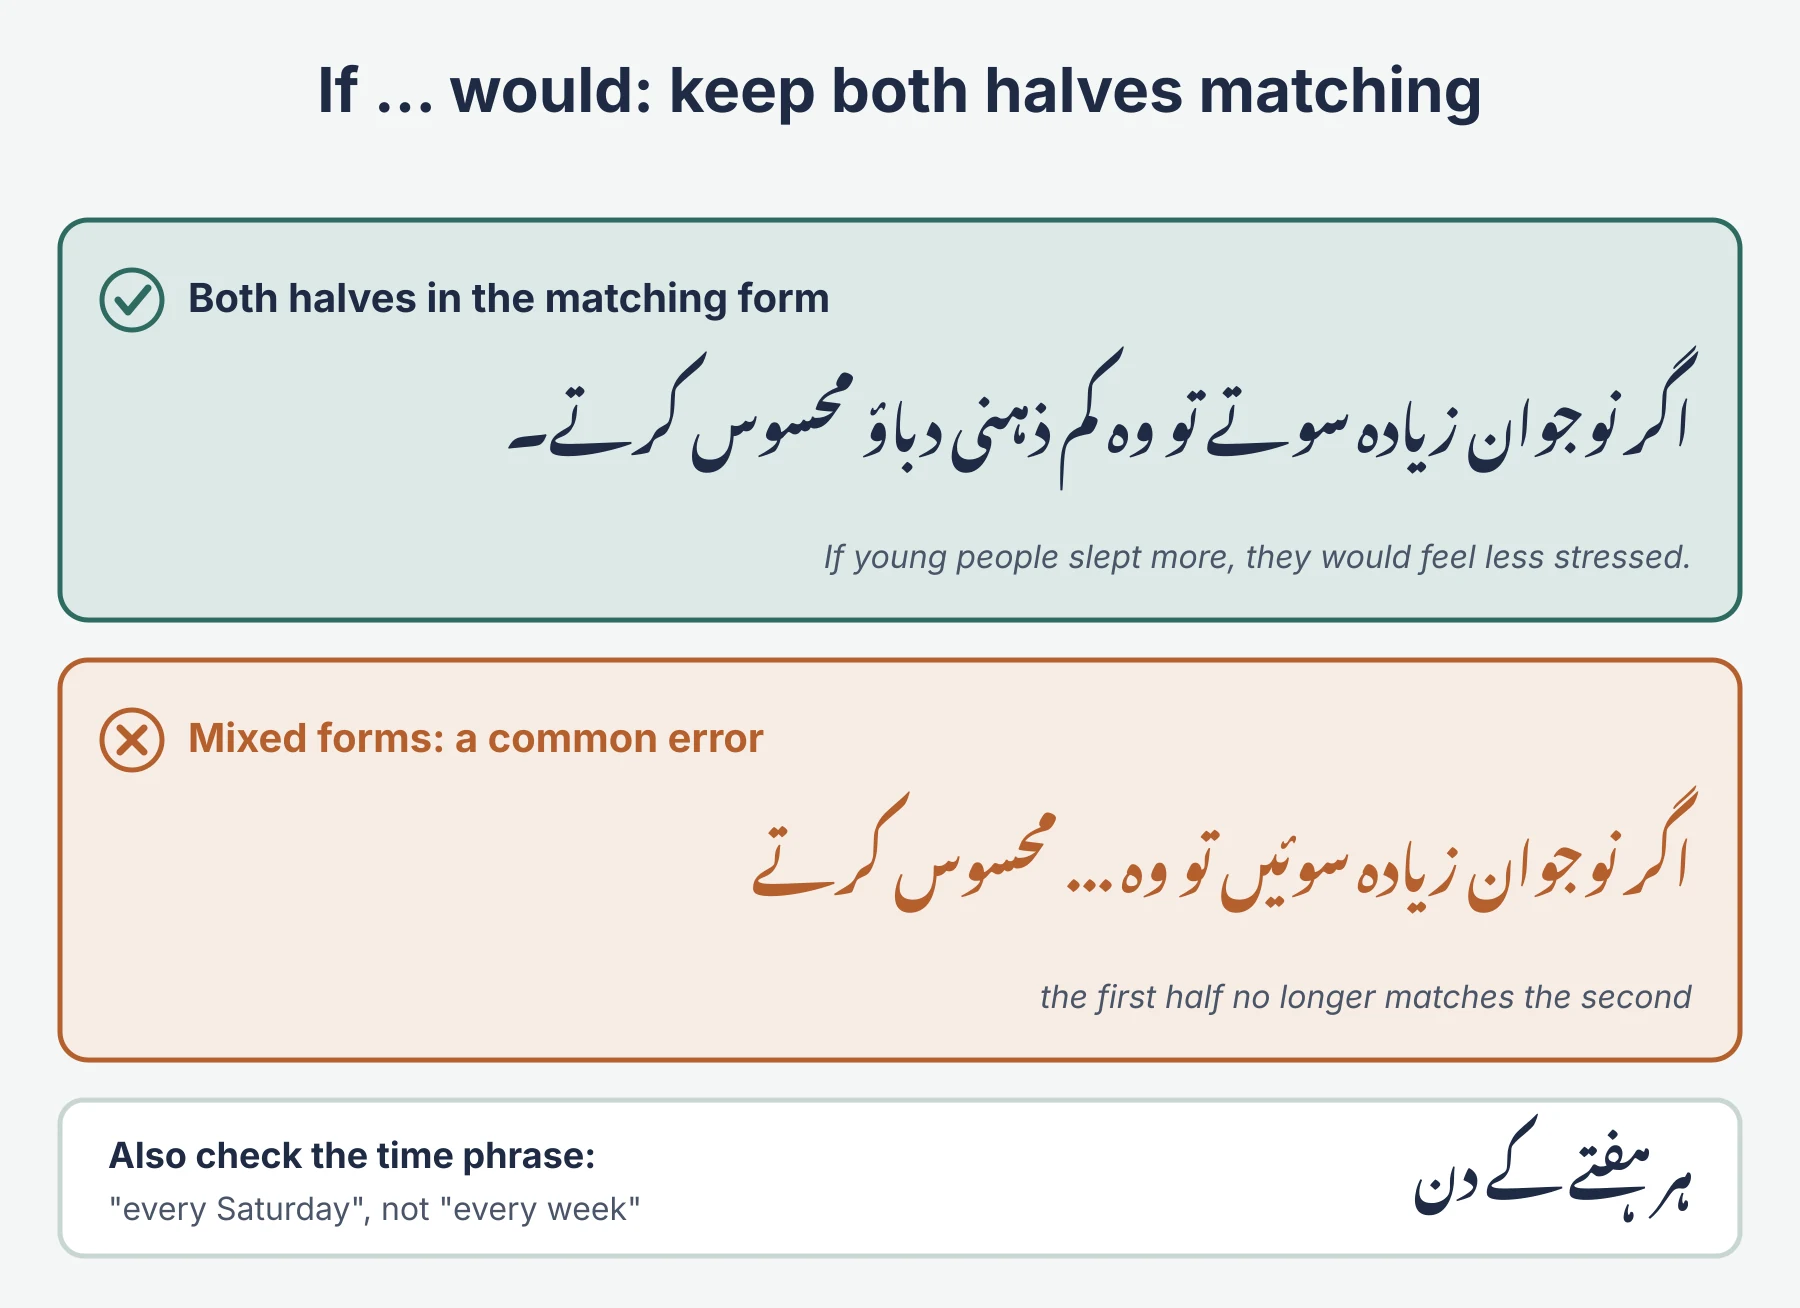 If ... would: keep both halves matching
Both halves in the matching form
اگر نوجوان زیادہ سوتے تو وہ کم ذہنی دباؤ محسوس کرتے۔
If young people slept more, they would feel less stressed.
Mixed forms: a common error
اگر نوجوان زیادہ سوئیں تو وہ... محسوس کرتے
the first half no longer matches the second
Also check the time phrase:
"every Saturday", not "every week"
ہر ہفتے کے دن